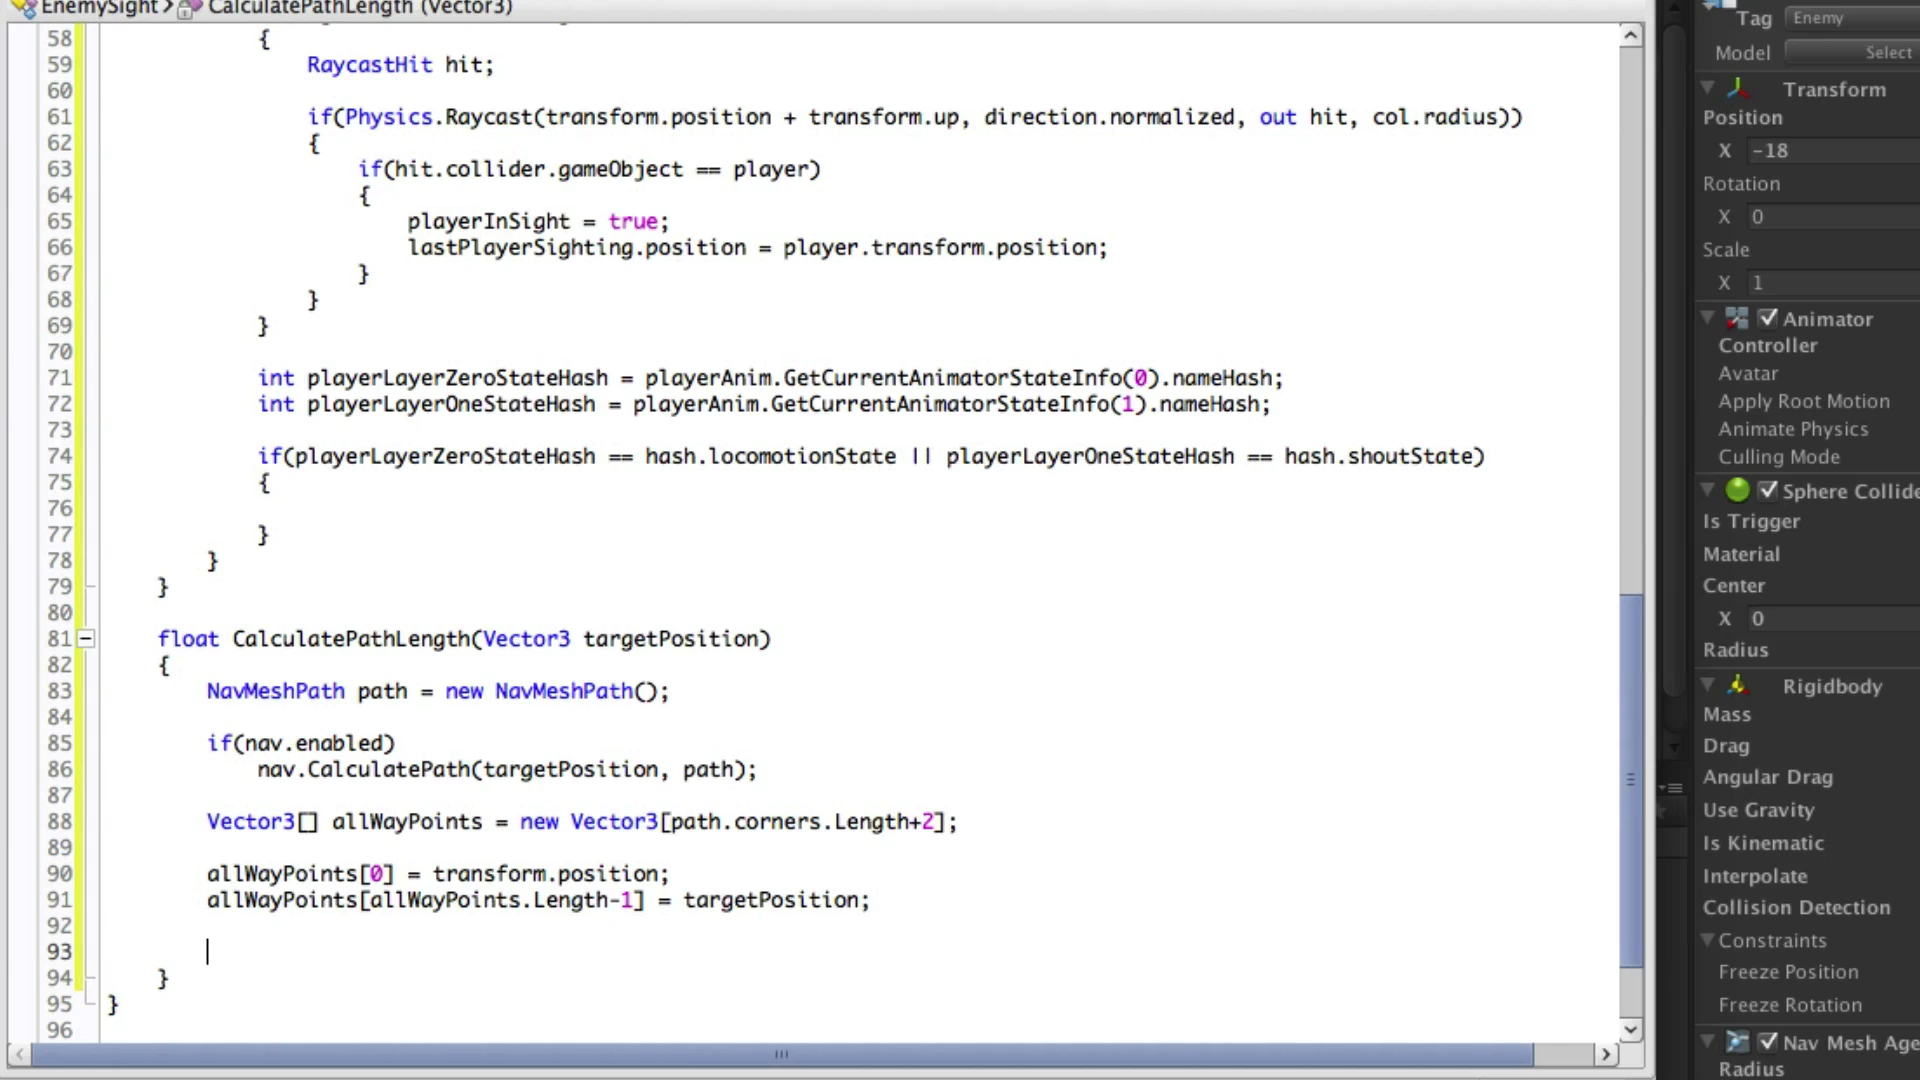 EnemySight > CalculatePathLength (Vector3)
58 {
59 RaycastHit hit;
60
61 if(Physics.Raycast(transform.position + transform.up, direction.normalized, out hit, col.radius))
62 {
63 if(hit.collider.gameObject == player)
64 {
65 playerInSight = true;
66 lastPlayerSighting.position = player.transform.position;
67 }
68 }
69 }
70
71 int playerLayerZeroStateHash = playerAnim.GetCurrentAnimatorStateInfo(0).nameHash;
72 int playerLayerOneStateHash = playerAnim.GetCurrentAnimatorStateInfo(1).nameHash;
73
74 if(playerLayerZeroStateHash == hash.locomotionState || playerLayerOneStateHash == hash.shoutState)
75 {
76
77 }
78 }
79 }
80
81 float CalculatePathLength(Vector3 targetPosition)
82 {
83 NavMeshPath path = new NavMeshPath();
84
85 if(nav.enabled)
86 nav.CalculatePath(targetPosition, path);
87
88 Vector3[] allWayPoints = new Vector3[path.corners.Length+2];
89
90 allWayPoints[0] = transform.position;
91 allWayPoints[allWayPoints.Length-1] = targetPosition;
92
93
94 }
95 }
96
Tag Enemy
Model Select
Transform
Position
X -18
Rotation
X 0
Scale
X 1
Animator
Controller
Avatar
Apply Root Motion
Animate Physics
Culling Mode
Sphere Collide
Is Trigger
Material
Center
X 0
Radius
Rigidbody
Mass
Drag
Angular Drag
Use Gravity
Is Kinematic
Interpolate
Collision Detection
Constraints
Freeze Position
Freeze Rotation
Nav Mesh Age
Radius